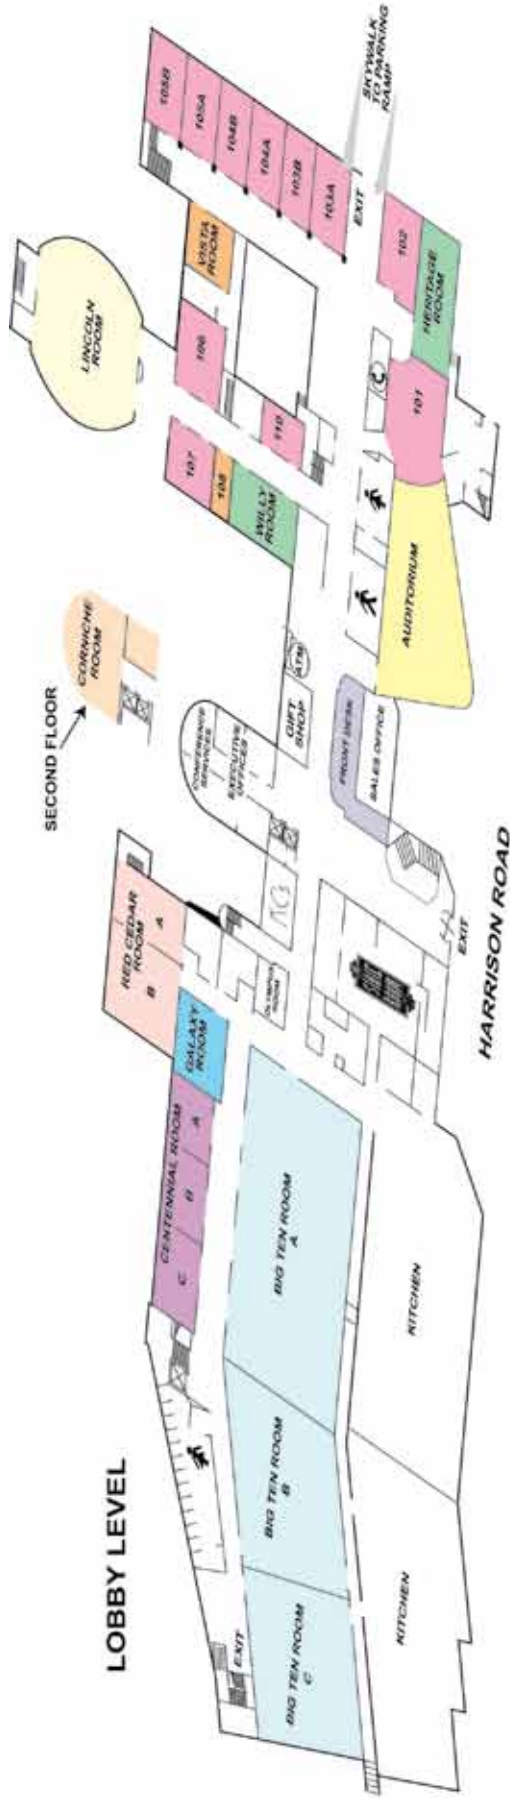 LOBBY LEVEL
SECOND FLOOR
CORNICHE
ROOM
LINCOLN
ROOM
105B
105A
104B
104A
103B
103A
SKYWALK
TO PARKING
RAMP
EXIT
VISTA
ROOM
106
110
107
108
WILLY
ROOM
102
HERITAGE
ROOM
C
101
AUDITORIUM
ATM
GIFT
SHOP
CONFERENCE
SERVICES
EXECUTIVE
OFFICES
FRONT DESK
SALES OFFICE
RED CEDAR
ROOM
A
B
GALAXY
ROOM
OLYMPIC
ROOM
EXIT
HARRISON ROAD
CENTENNIAL ROOM
A
B
C
BIG TEN ROOM
A
BIG TEN ROOM
B
BIG TEN ROOM
C
KITCHEN
KITCHEN
EXIT